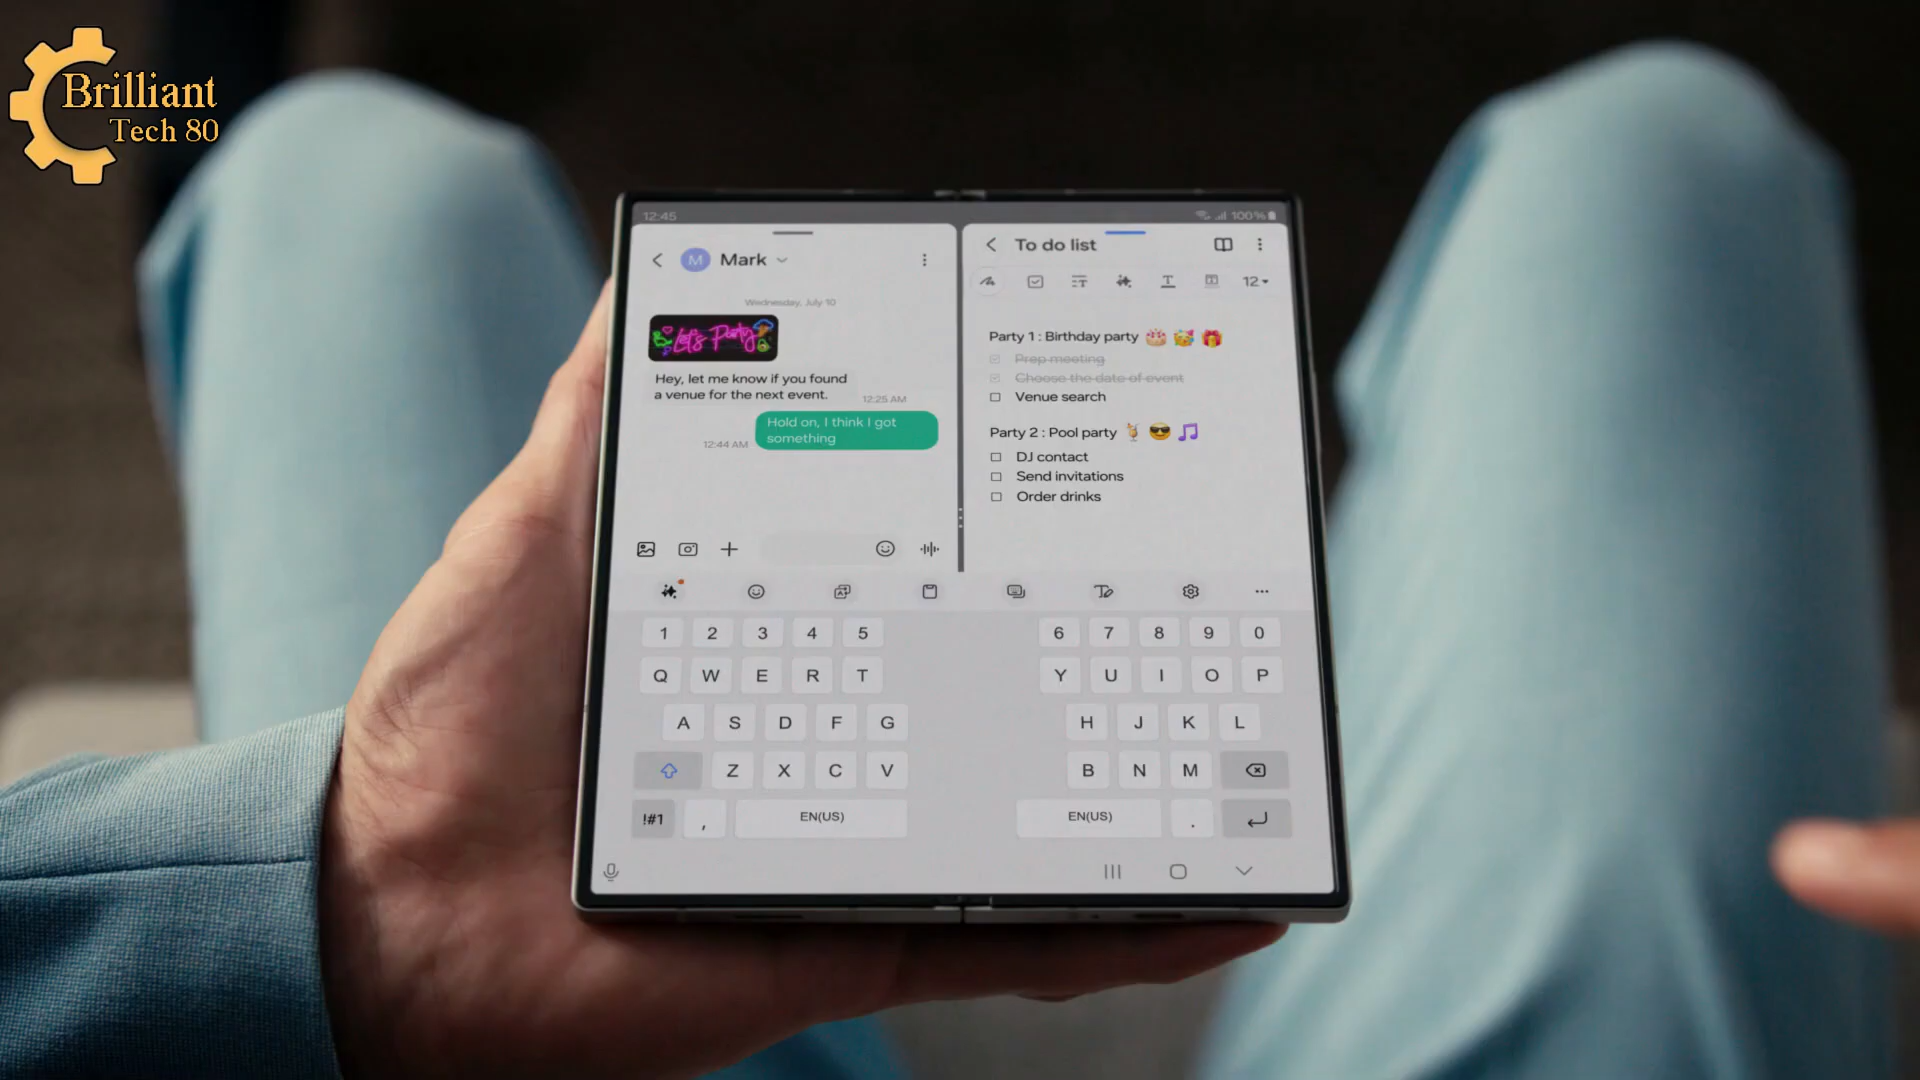 Brilliant
Tech 80
12:45
100%
M Mark
Wednesday, July 10
Let's Party
Hey, let me know if you found
a venue for the next event.
12:25 AM
Hold on, I think I got
something
12:44 AM
To do list
12
Party 1 : Birthday party 🎂 🥳 🎁
Prep meeting
Choose the date of event
Venue search
Party 2 : Pool party 🍹 😎 🎵
DJ contact
Send invitations
Order drinks
1 2 3 4 5 6 7 8 9 0
Q W E R T Y U I O P
A S D F G H J K L
Z X C V B N M
!#1 , EN(US) EN(US) .